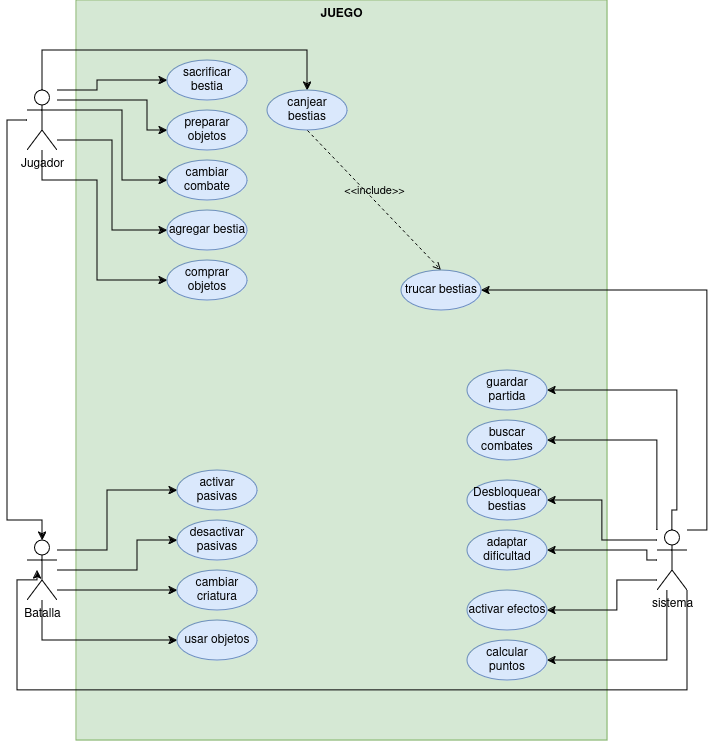 JUEGO
sacrificar
bestia
canjear
bestias
preparar
objetos
Jugador
cambiar
combate
<<include>>
agregar bestia
comprar
objetos
trucar bestias
guardar
partida
buscar
combates
activar
pasivas
Desbloquear
bestias
desactivar
pasivas
adaptar
dificultad
cambiar
criatura
Batalla
activar efectos
sistema
usar objetos
calcular
puntos